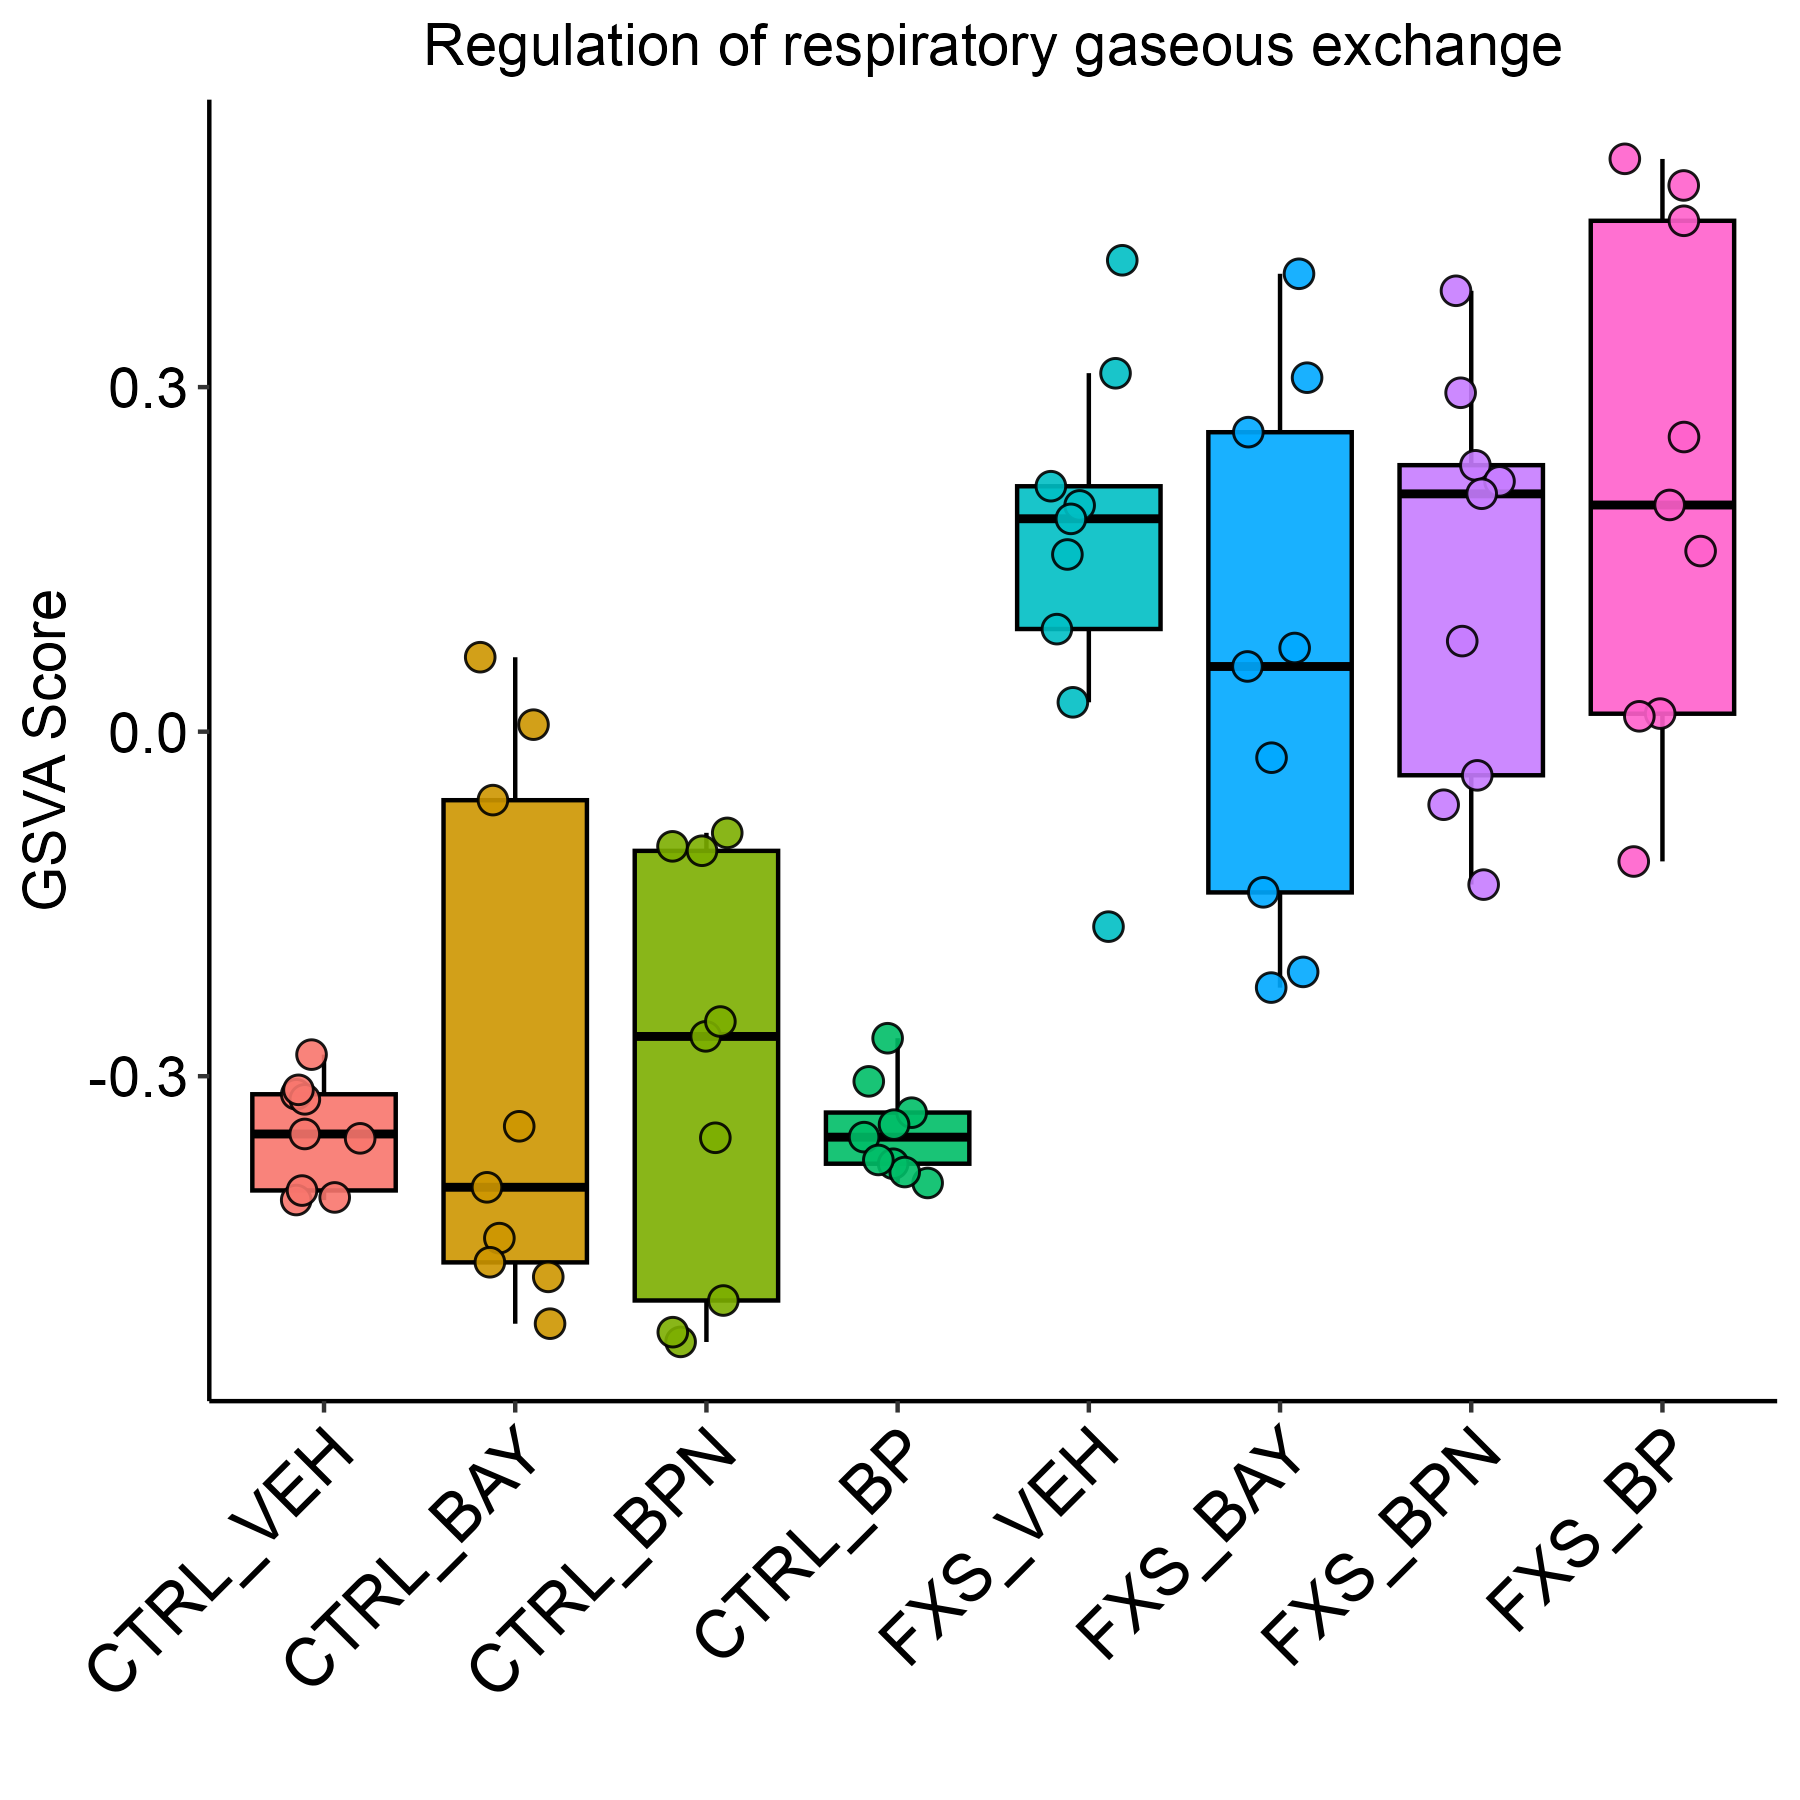 Regulation of respiratory gaseous exchange
GSVA Score
0.3
0.0
-0.3
CTRL_VEH
CTRL_BAY
CTRL_BPN
CTRL_BP
FXS_VEH
FXS_BAY
FXS_BPN
FXS_BP